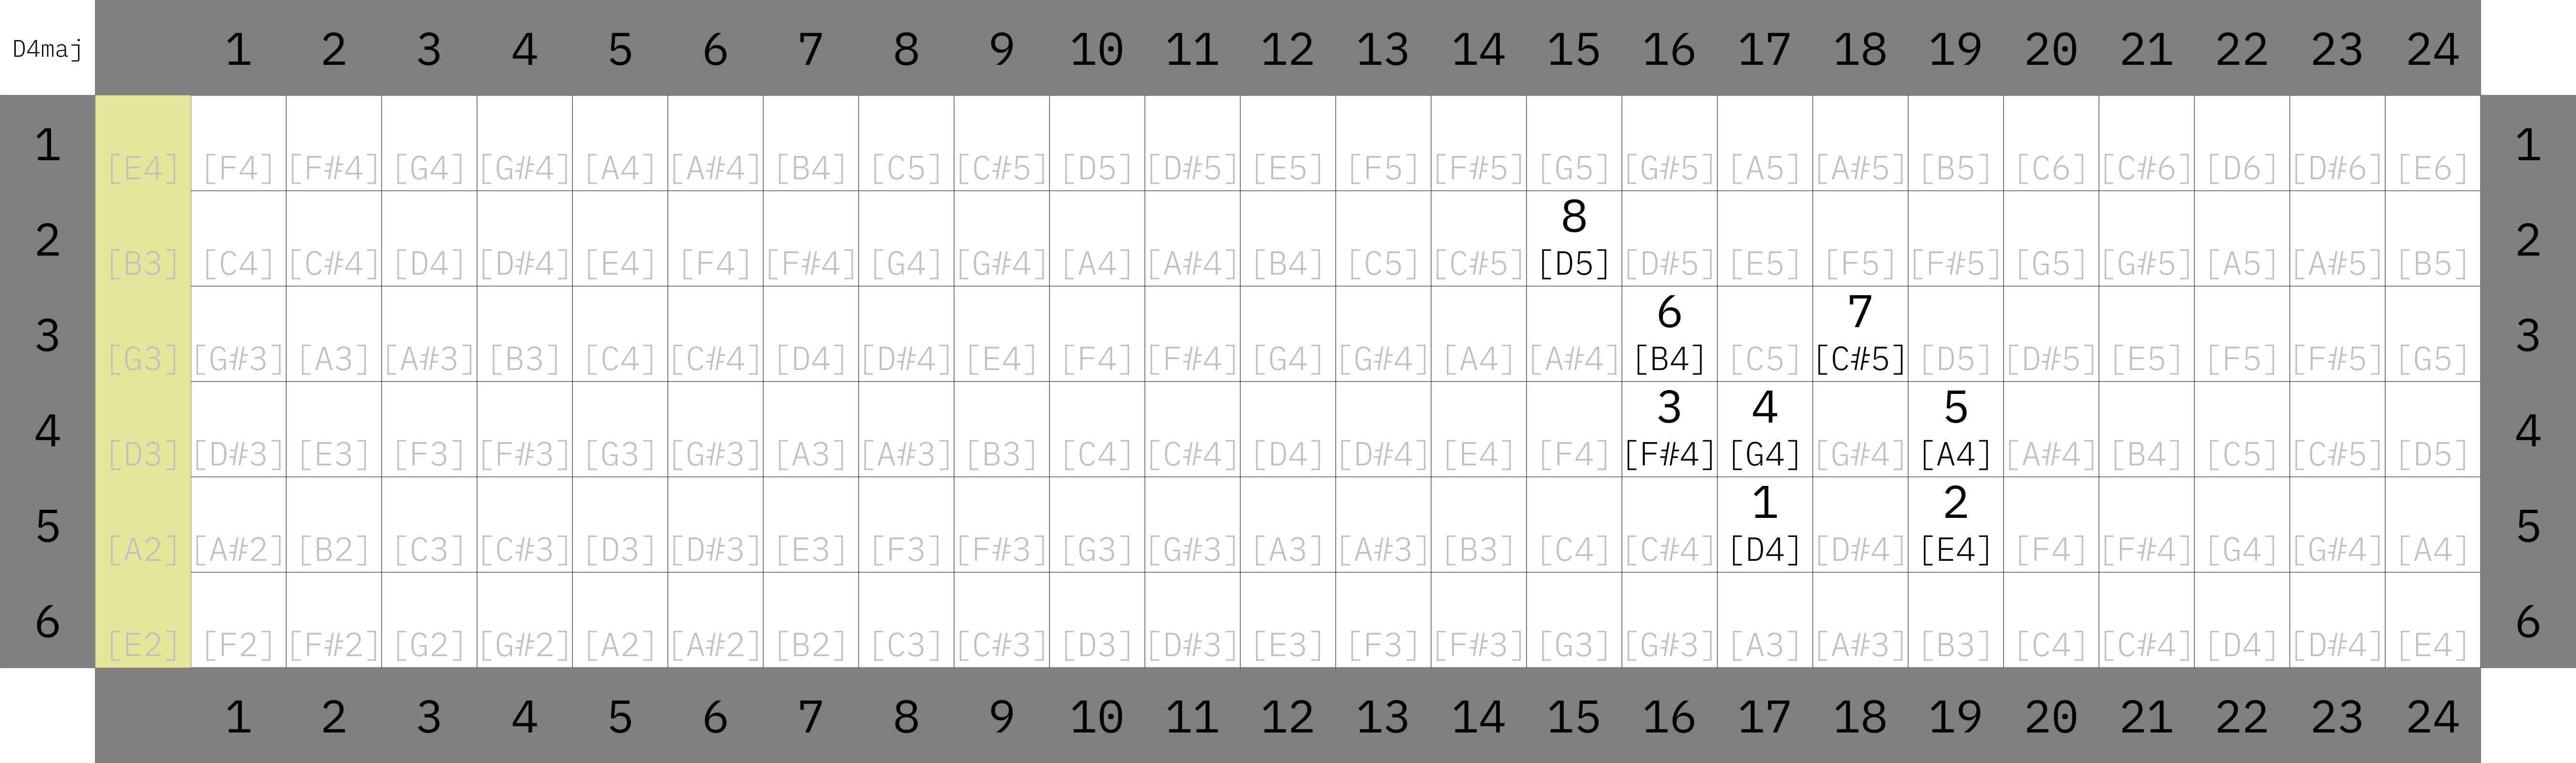 D4maj 1 2 3 4 5 6 7 8 9 10 11 12 13 14 15 16 17 18 19 20 21 22 23 24
1 [E4] [F4] [F#4] [G4] [G#4] [A4] [A#4] [B4] [C5] [C#5] [D5] [D#5] [E5] [F5] [F#5] [G5] [G#5] [A5] [A#5] [B5] [C6] [C#6] [D6] [D#6] [E6] 1
8
2 [B3] [C4] [C#4] [D4] [D#4] [E4] [F4] [F#4] [G4] [G#4] [A4] [A#4] [B4] [C5] [C#5] [D5] [D#5] [E5] [F5] [F#5] [G5] [G#5] [A5] [A#5] [B5] 2
6 7
3 [G3] [G#3] [A3] [A#3] [B3] [C4] [C#4] [D4] [D#4] [E4] [F4] [F#4] [G4] [G#4] [A4] [A#4] [B4] [C5] [C#5] [D5] [D#5] [E5] [F5] [F#5] [G5] 3
3 4 5
4 [D3] [D#3] [E3] [F3] [F#3] [G3] [G#3] [A3] [A#3] [B3] [C4] [C#4] [D4] [D#4] [E4] [F4] [F#4] [G4] [G#4] [A4] [A#4] [B4] [C5] [C#5] [D5] 4
1 2
5 [A2] [A#2] [B2] [C3] [C#3] [D3] [D#3] [E3] [F3] [F#3] [G3] [G#3] [A3] [A#3] [B3] [C4] [C#4] [D4] [D#4] [E4] [F4] [F#4] [G4] [G#4] [A4] 5
6 [E2] [F2] [F#2] [G2] [G#2] [A2] [A#2] [B2] [C3] [C#3] [D3] [D#3] [E3] [F3] [F#3] [G3] [G#3] [A3] [A#3] [B3] [C4] [C#4] [D4] [D#4] [E4] 6
1 2 3 4 5 6 7 8 9 10 11 12 13 14 15 16 17 18 19 20 21 22 23 24